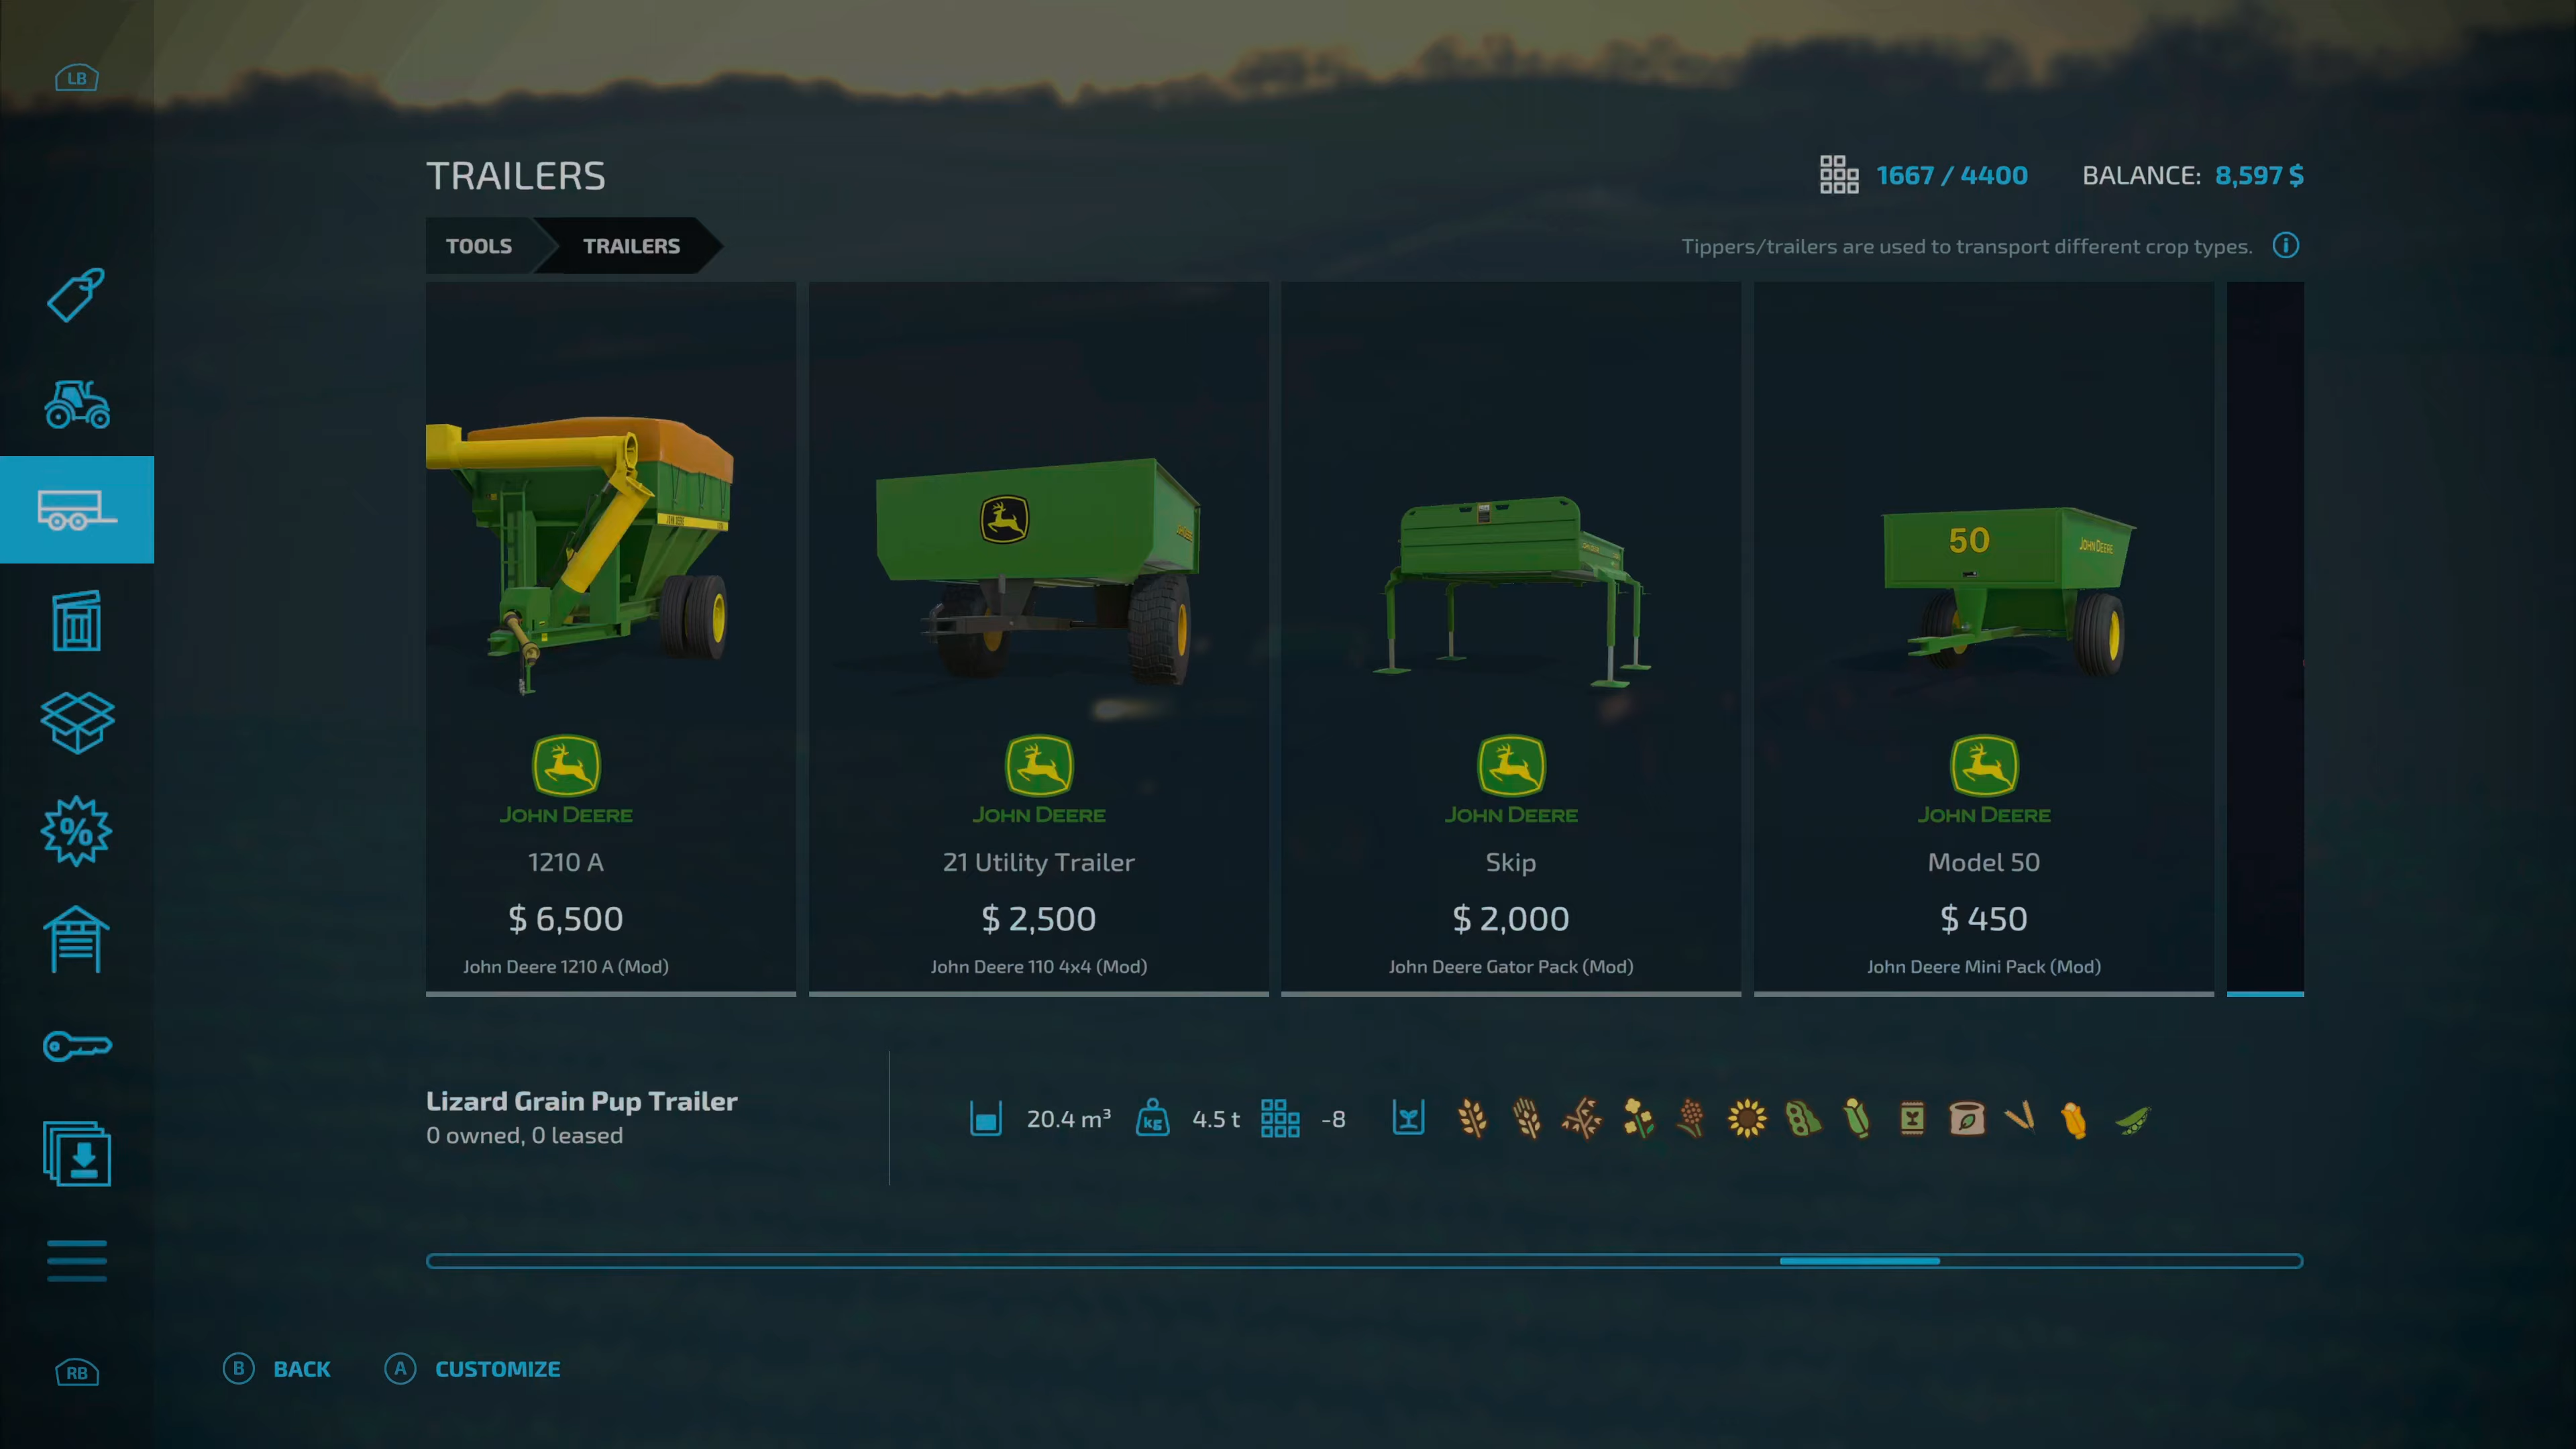 LB
TRAILERS
1667 / 4400
BALANCE: 8,597 $
TOOLS
TRAILERS
Tippers/trailers are used to transport different crop types.
JOHN DEERE
1210 A
$ 6,500
John Deere 1210 A (Mod)
JOHN DEERE
21 Utility Trailer
$ 2,500
John Deere 110 4x4 (Mod)
JOHN DEERE
Skip
$ 2,000
John Deere Gator Pack (Mod)
50
JOHN DEERE
JOHN DEERE
Model 50
$ 450
John Deere Mini Pack (Mod)
Lizard Grain Pup Trailer
0 owned, 0 leased
20.4 m³
kg
4.5 t
-8
RB
B BACK
A CUSTOMIZE